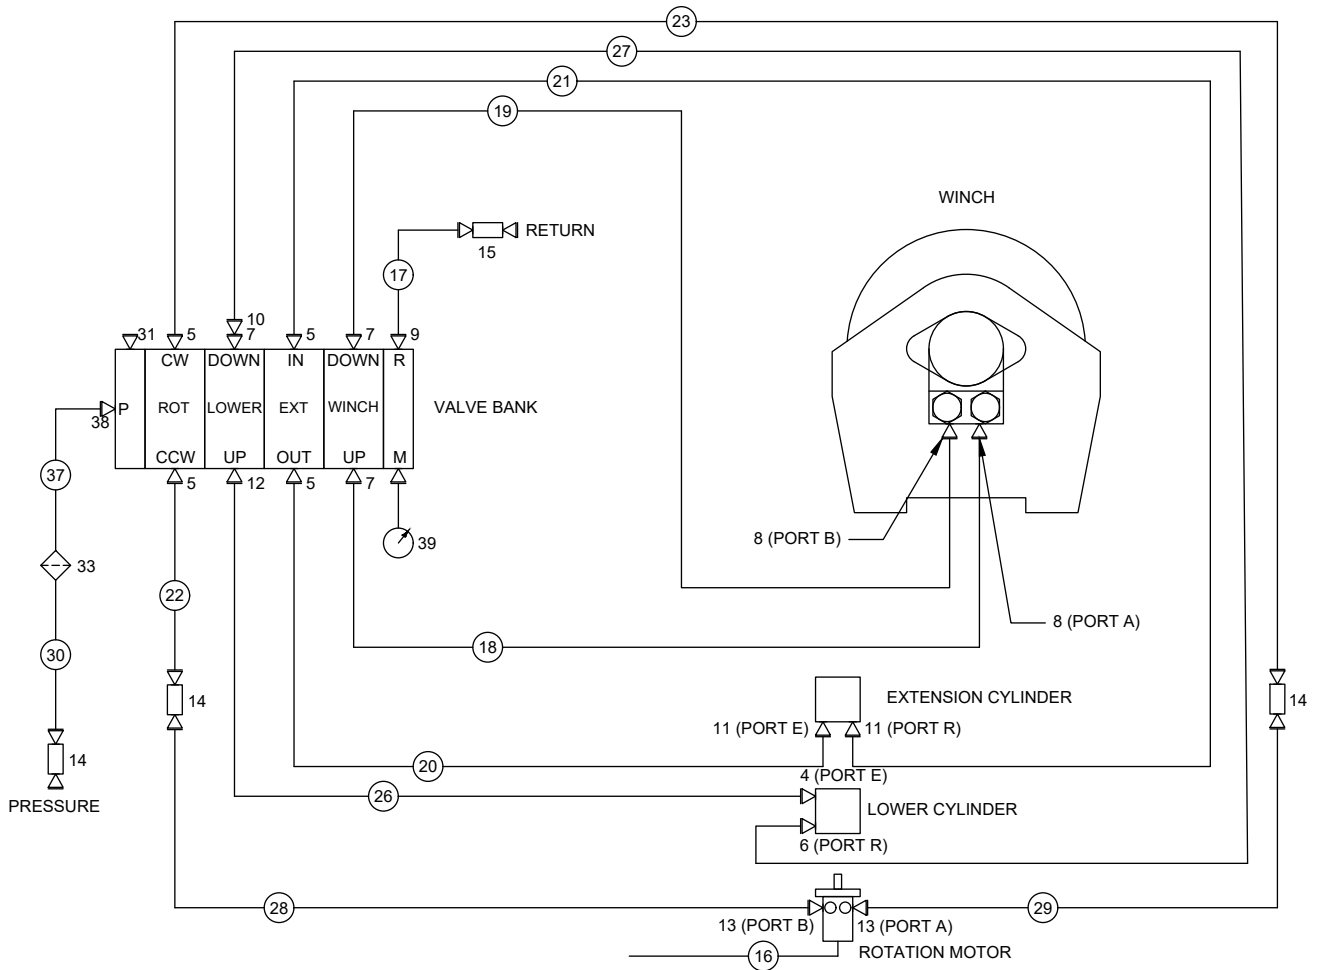 23
27
21
19
WINCH
15
RETURN
17
31
5
10
7
5
7
9
CW
DOWN
IN
DOWN
R
38
P
ROT
LOWER
EXT
WINCH
VALVE BANK
CCW
UP
OUT
UP
M
5
12
5
7
37
39
8 (PORT B)
33
22
8 (PORT A)
30
18
14
EXTENSION CYLINDER
14
11 (PORT E)
11 (PORT R)
14
20
4 (PORT E)
PRESSURE
26
LOWER CYLINDER
6 (PORT R)
28
29
13 (PORT B)
13 (PORT A)
16
ROTATION MOTOR